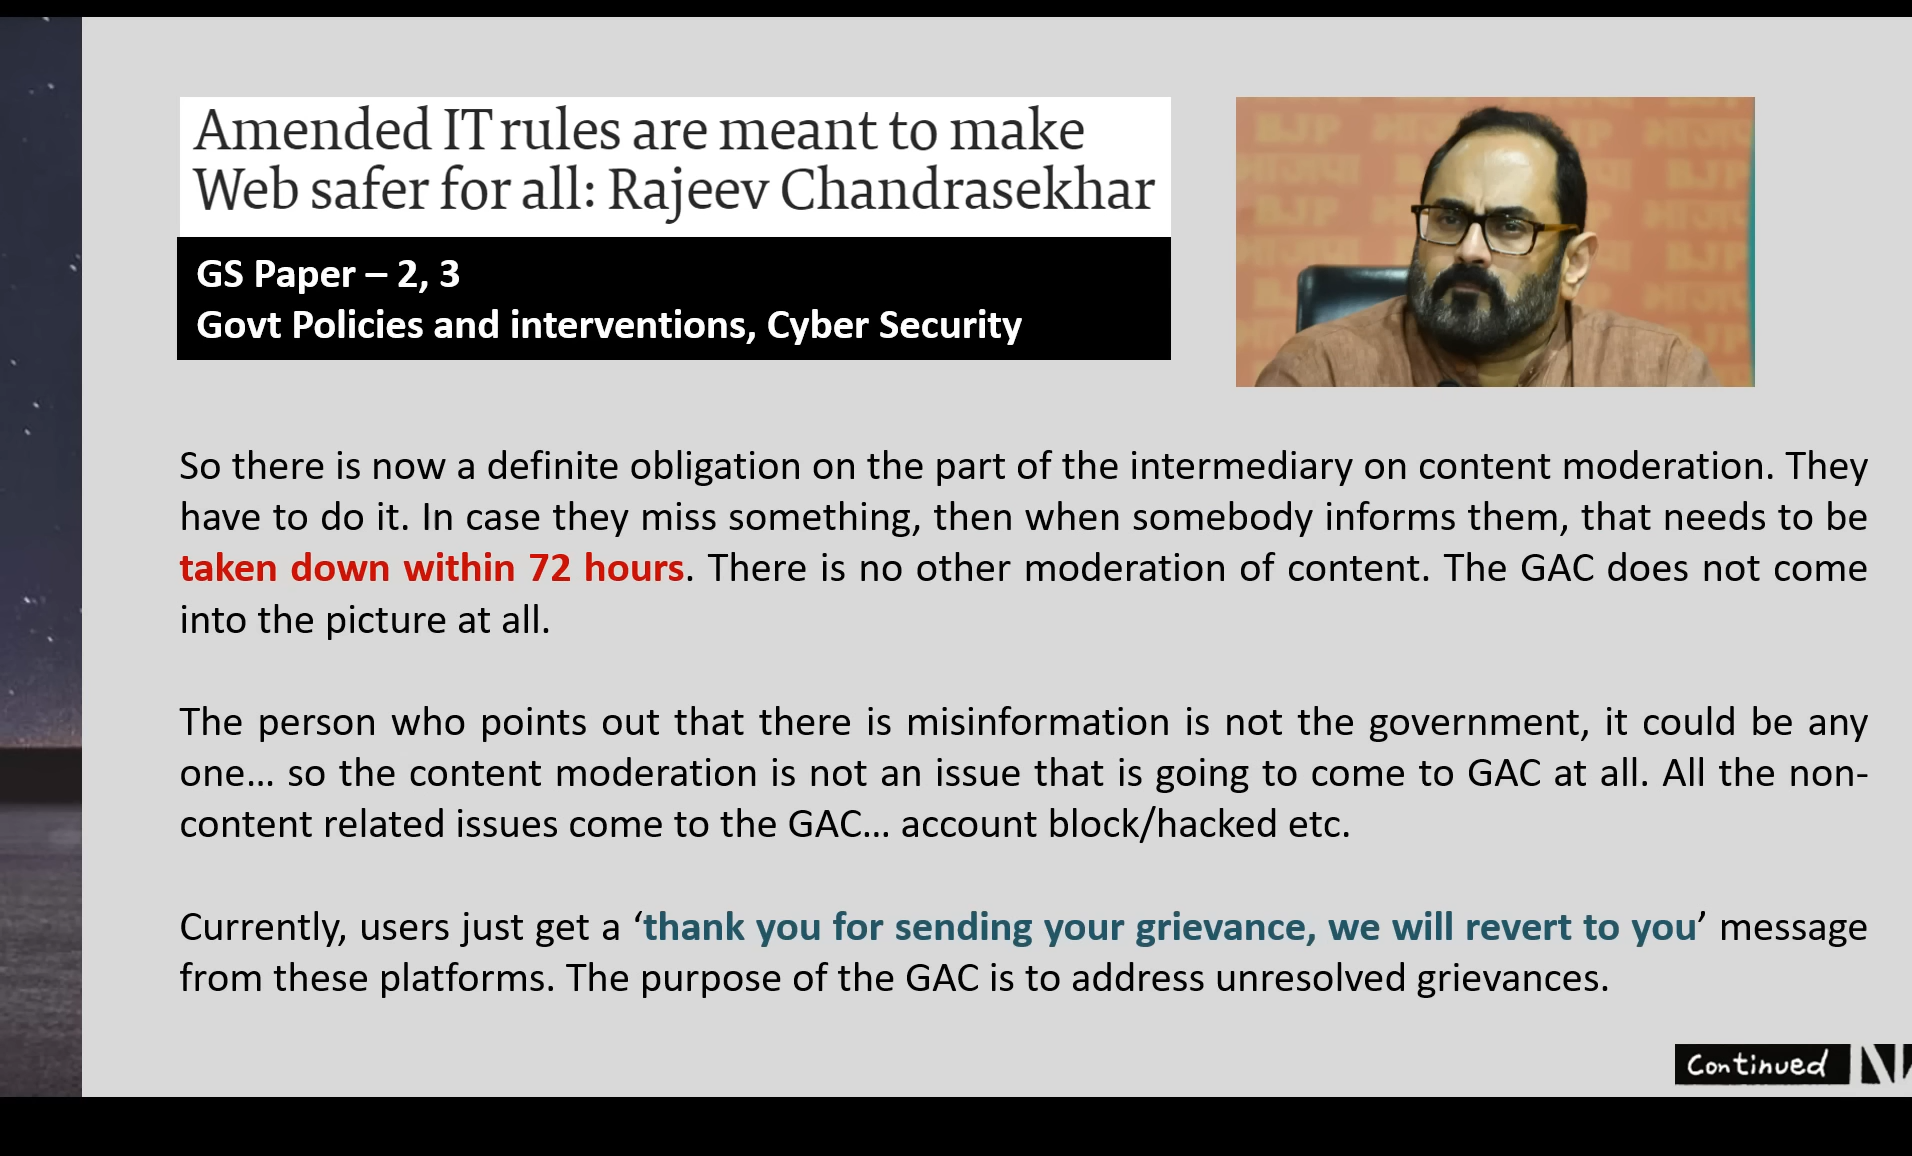 Amended IT rules are meant to make
Web safer for all: Rajeev Chandrasekhar
GS Paper – 2, 3
Govt Policies and interventions, Cyber Security
BJP
भाजपा
BJP
BJP
भाजपा
BJP
So there is now a definite obligation on the part of the intermediary on content moderation. They
have to do it. In case they miss something, then when somebody informs them, that needs to be
taken down within 72 hours. There is no other moderation of content. The GAC does not come
into the picture at all.
The person who points out that there is misinformation is not the government, it could be any
one... so the content moderation is not an issue that is going to come to GAC at all. All the non-
content related issues come to the GAC... account block/hacked etc.
Currently, users just get a ‘thank you for sending your grievance, we will revert to you’ message
from these platforms. The purpose of the GAC is to address unresolved grievances.
Continued